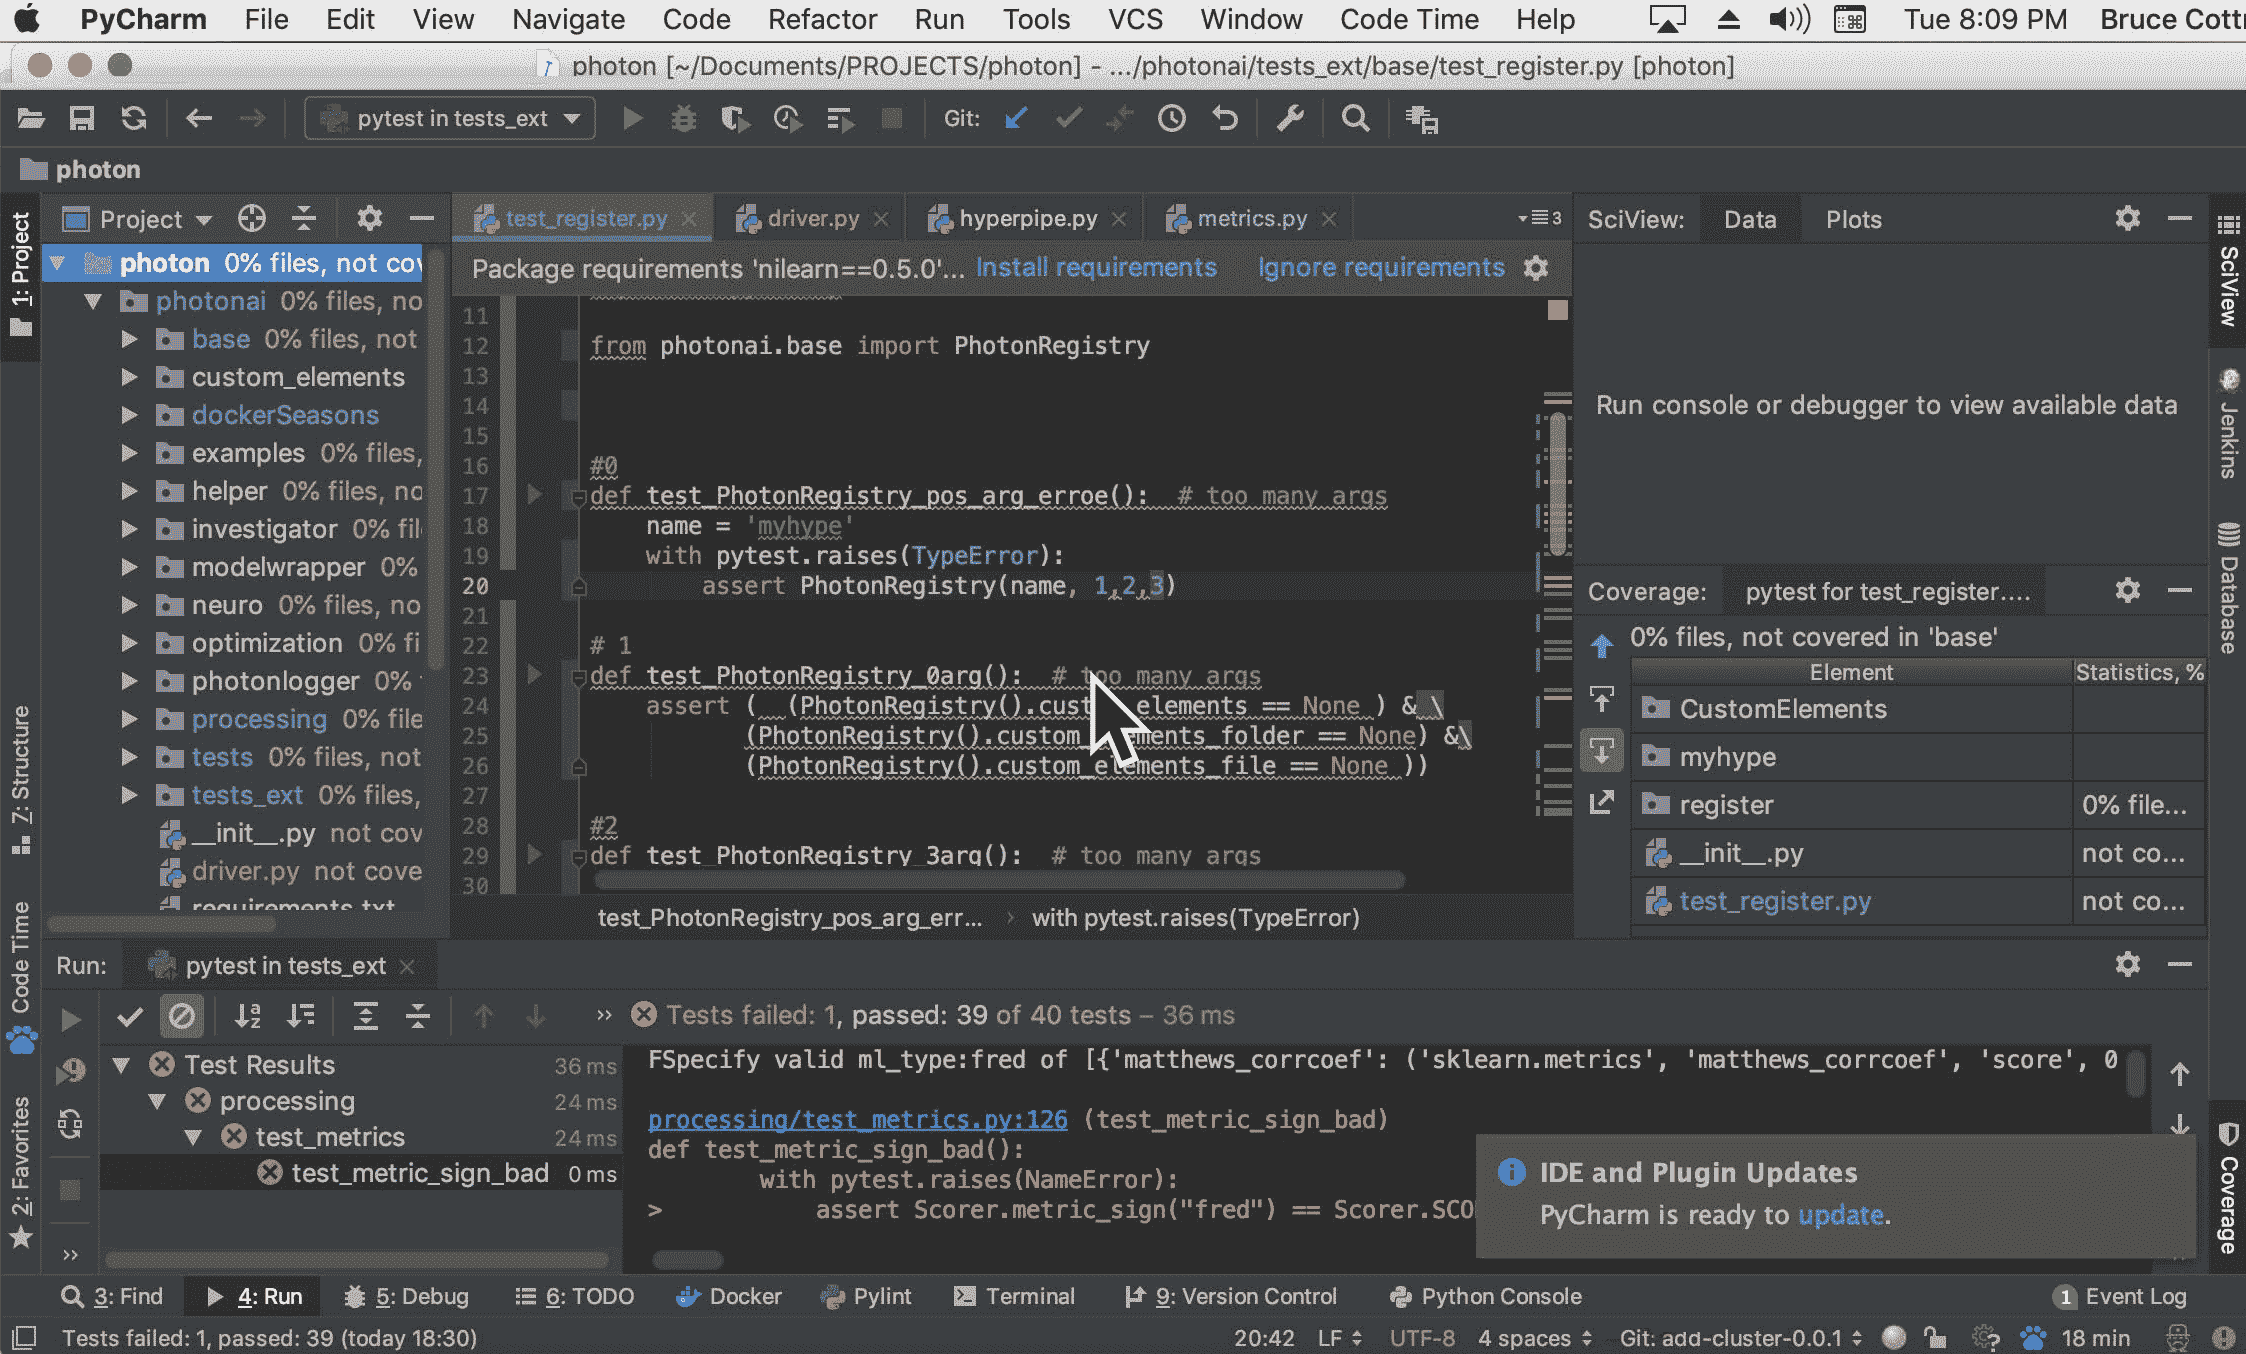 PyCharm File Edit View Navigate Code Refactor Run Tools VCS Window Code Time Help Tue 8:09 PM Bruce Cott
photon [~/Documents/PROJECTS/photon] - .../photonai/tests_ext/base/test_register.py [photon]
pytest in tests_ext Git:
photon
1: Project
Project
photon 0% files, not cov
photonai 0% files, no
base 0% files, not
custom_elements
dockerSeasons
examples 0% files,
helper 0% files, no
investigator 0% fil
modelwrapper 0%
neuro 0% files, no
optimization 0% fi
photonlogger 0%
processing 0% file
tests 0% files, not
tests_ext 0% files,
__init__.py not cov
driver.py not cove
requirements.txt
Z: Structure
Code Time
2: Favorites
test_register.py driver.py hyperpipe.py metrics.py 3
Package requirements 'nilearn==0.5.0'... Install requirements Ignore requirements
11
12 from photonai.base import PhotonRegistry
13
14
15
16 #0
17 def test_PhotonRegistry_pos_arg_erroe(): # too many args
18 name = 'myhype'
19 with pytest.raises(TypeError):
20 assert PhotonRegistry(name, 1,2,3)
21
22 # 1
23 def test_PhotonRegistry_0arg(): # too many args
24 assert ( (PhotonRegistry().cust elements == None ) & \
25 (PhotonRegistry().custom ments_folder == None) &\
26 (PhotonRegistry().custom_elements_file == None ))
27
28 #2
29 def test_PhotonRegistry_3arg(): # too many args
30
test_PhotonRegistry_pos_arg_err... › with pytest.raises(TypeError)
SciView: Data Plots
Run console or debugger to view available data
Coverage: pytest for test_register....
0% files, not covered in 'base'
Element Statistics, %
CustomElements
myhype
register 0% file...
__init__.py not co...
test_register.py not co...
SciView
Jenkins
Database
Coverage
Run: pytest in tests_ext
Tests failed: 1, passed: 39 of 40 tests – 36 ms
Test Results 36 ms
processing 24 ms
test_metrics 24 ms
test_metric_sign_bad 0 ms
FSpecify valid ml_type:fred of [{'matthews_corrcoef': ('sklearn.metrics', 'matthews_corrcoef', 'score', 0
processing/test_metrics.py:126 (test_metric_sign_bad)
def test_metric_sign_bad():
with pytest.raises(NameError):
> assert Scorer.metric_sign("fred") == Scorer.SCO
IDE and Plugin Updates
PyCharm is ready to update.
3: Find 4: Run 5: Debug 6: TODO Docker Pylint Terminal 9: Version Control Python Console 1 Event Log
Tests failed: 1, passed: 39 (today 18:30) 20:42 LF UTF-8 4 spaces Git: add-cluster-0.0.1 18 min